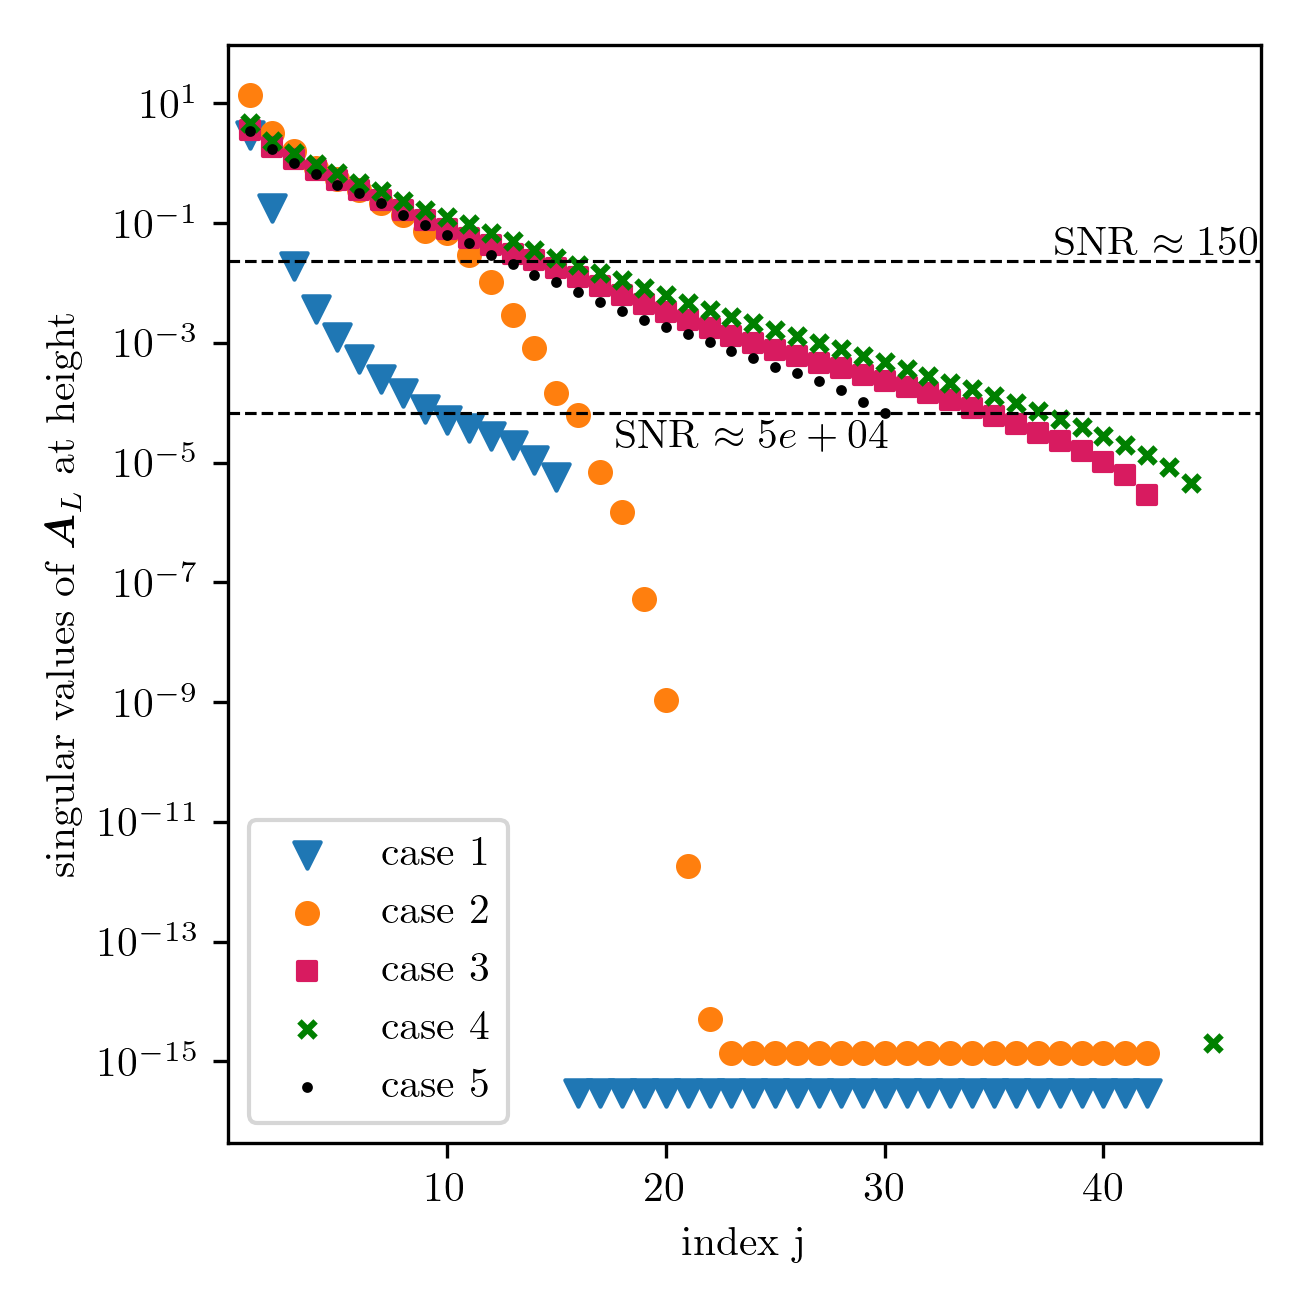 singular values of A_L at height
10^1
10^{-1}
10^{-3}
10^{-5}
10^{-7}
10^{-9}
10^{-11}
10^{-13}
10^{-15}
SNR ≈ 150
SNR ≈ 5e + 04
case 1
case 2
case 3
case 4
case 5
10 20 30 40
index j